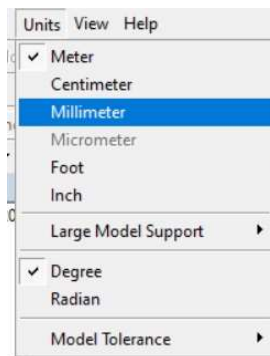 Units View Help
Meter
Centimeter
Millimeter
Micrometer
Foot
Inch
Large Model Support
Degree
Radian
Model Tolerance